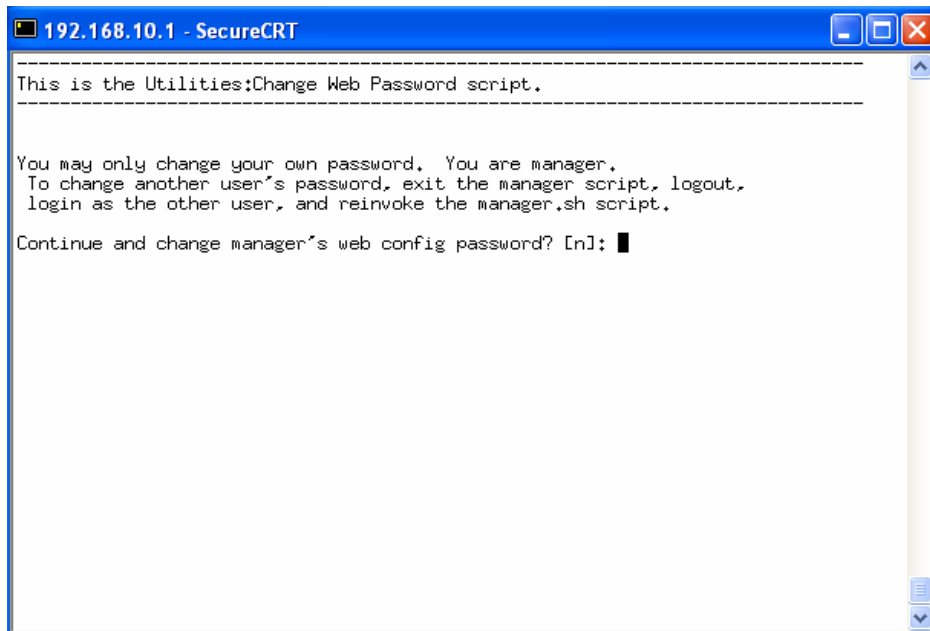 192.168.10.1 - SecureCRT
--------------------------------------------------------------------------------
This is the Utilities:Change Web Password script.
--------------------------------------------------------------------------------
You may only change your own password.  You are manager.
To change another user's password, exit the manager script, logout,
login as the other user, and reinvoke the manager.sh script.
Continue and change manager's web config password? [n]: